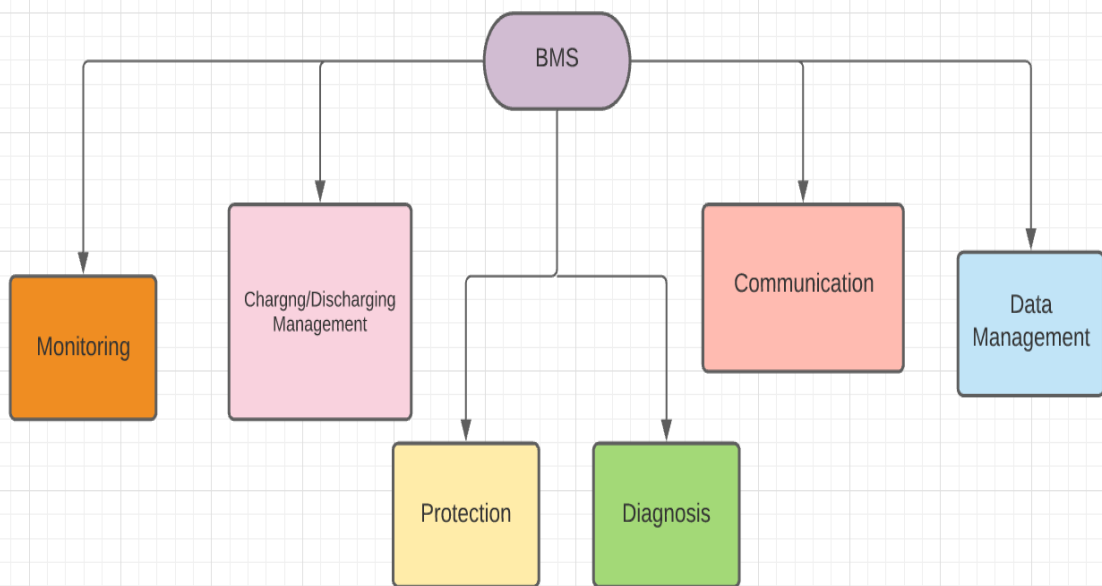 BMS
Monitoring
Chargng/Discharging
Management
Communication
Data
Management
Protection
Diagnosis